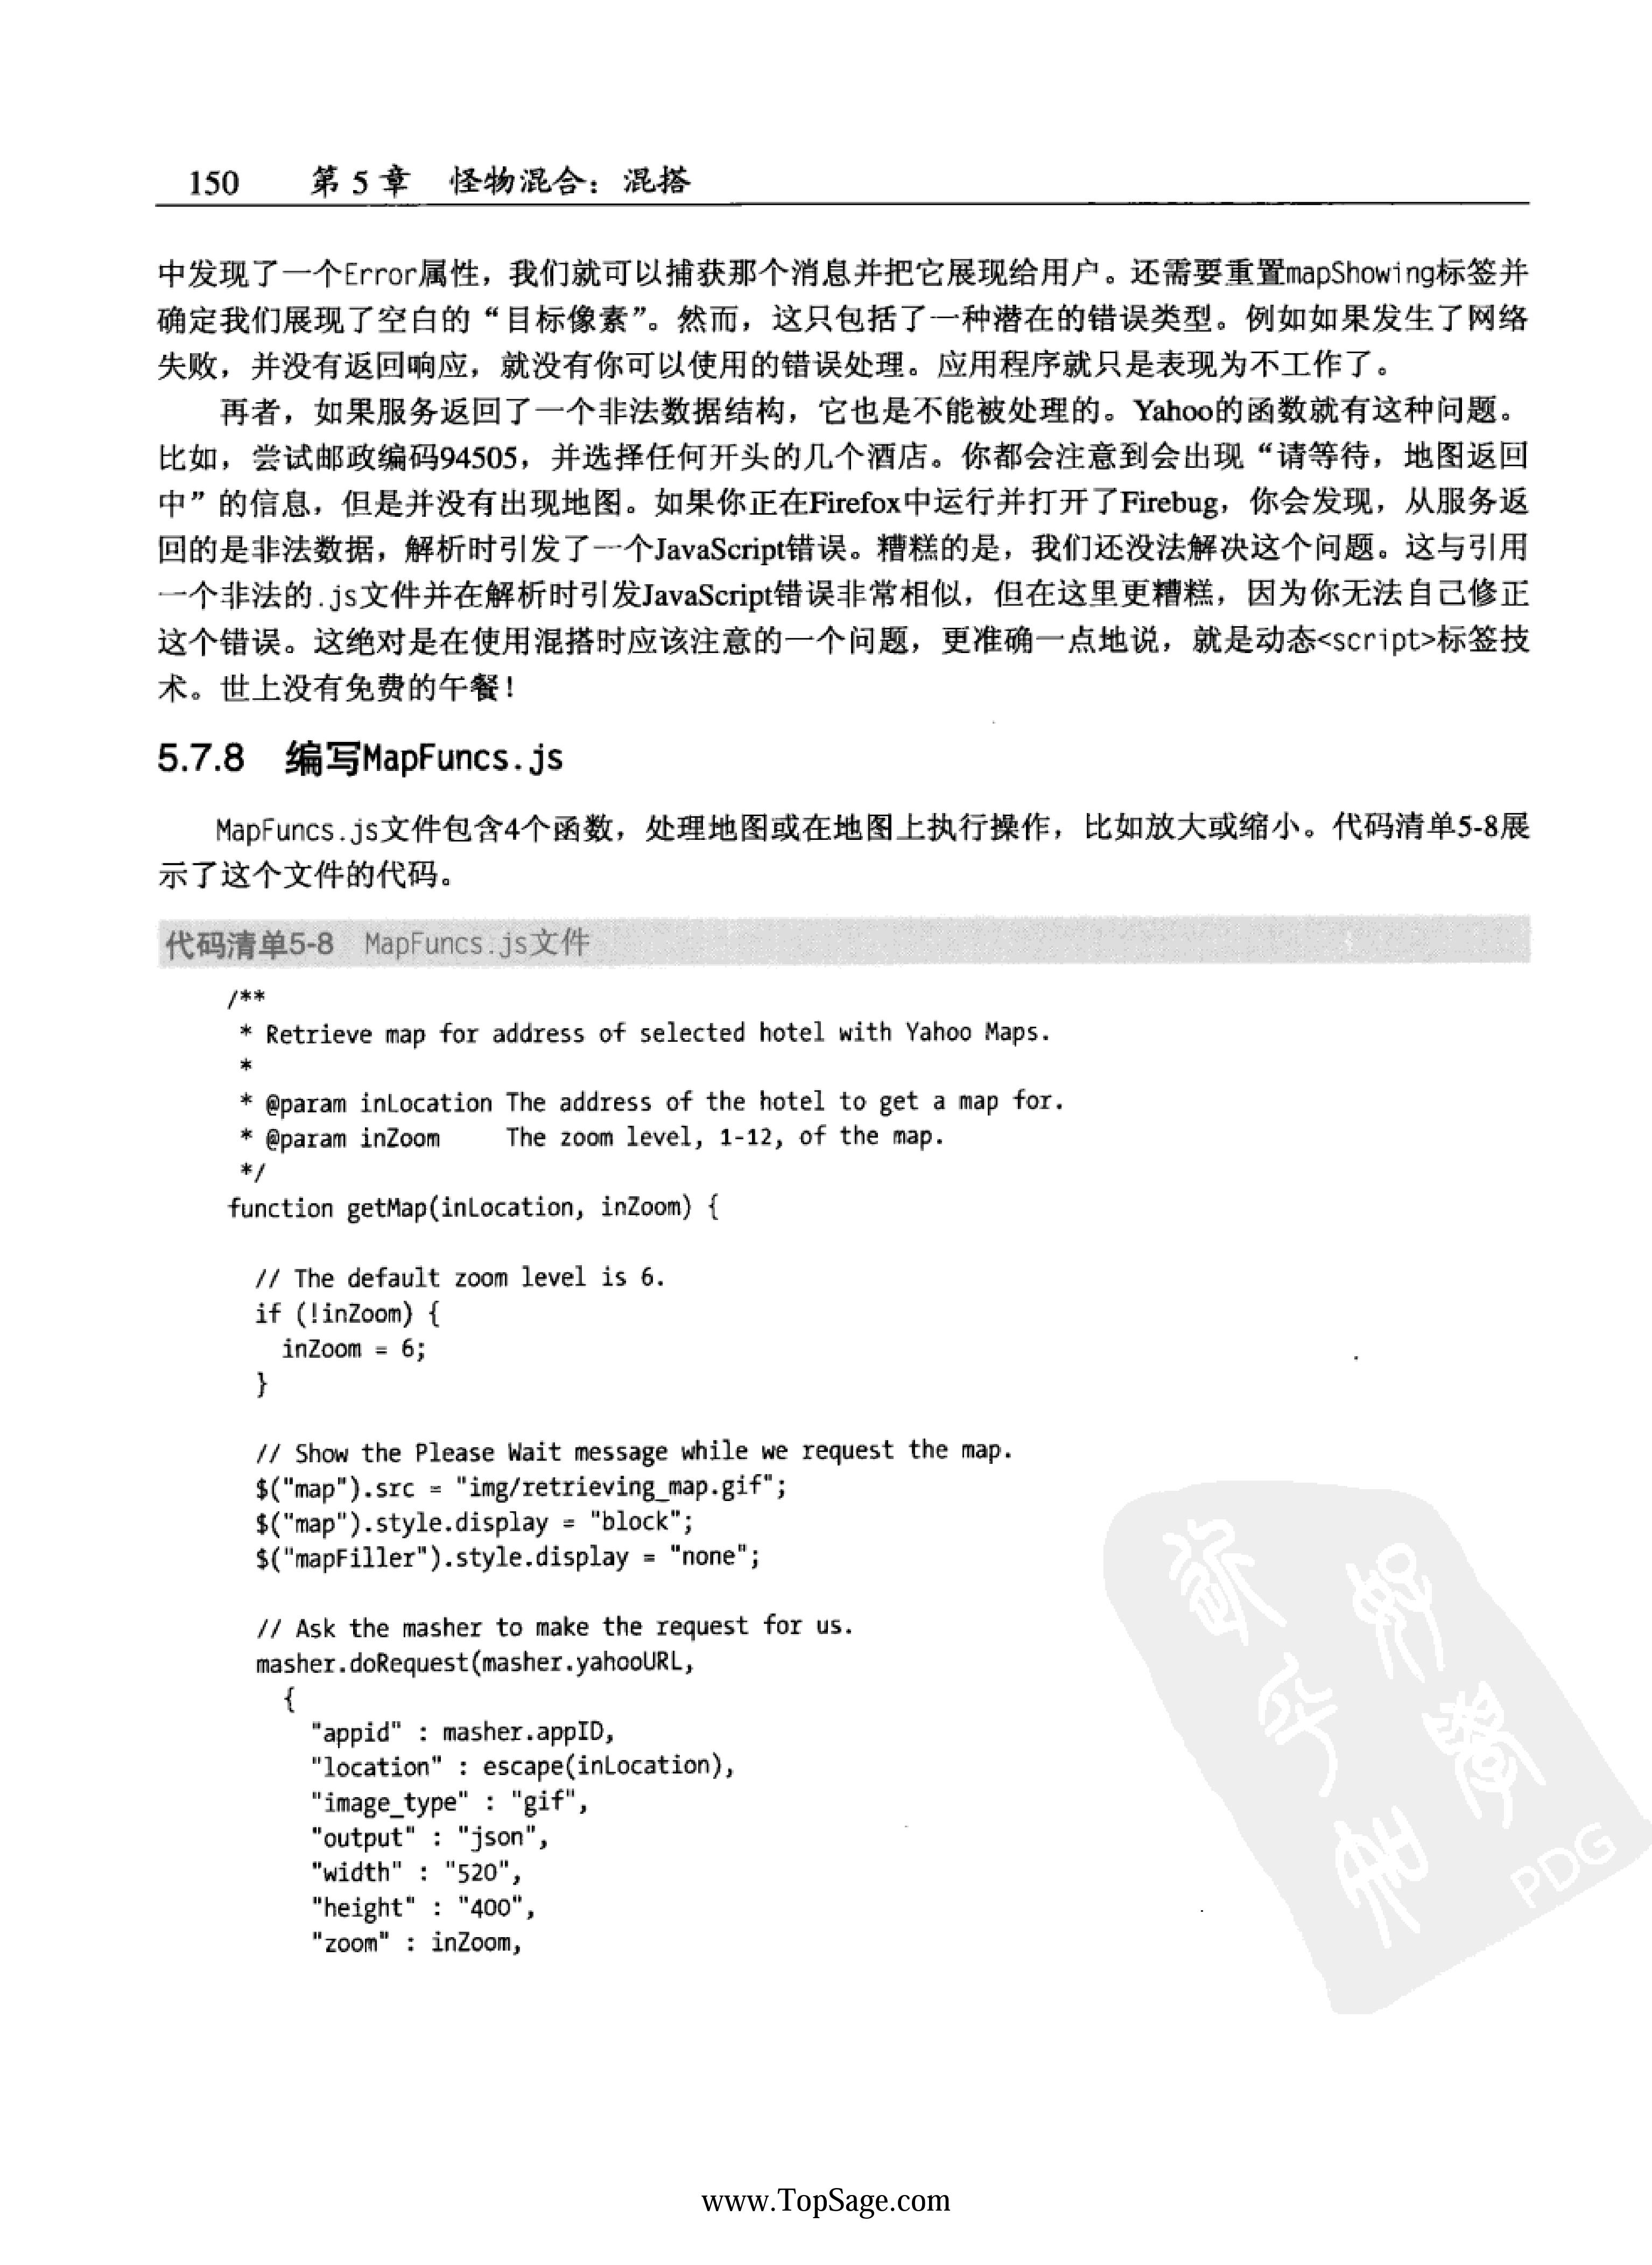 150 第 5 章 怪物混合：混搭
中发现了一个Error属性，我们就可以捕获那个消息并把它展现给用户。还需要重置mapShowing标签并
确定我们展现了空白的“目标像素”。然而，这只包括了一种潜在的错误类型。例如如果发生了网络
失败，并没有返回响应，就没有你可以使用的错误处理。应用程序就只是表现为不工作了。
再者，如果服务返回了一个非法数据结构，它也是不能被处理的。Yahoo的函数就有这种问题。
比如，尝试邮政编码94505，并选择任何开头的几个酒店。你都会注意到会出现“请等待，地图返回
中”的信息，但是并没有出现地图。如果你正在Firefox中运行并打开了Firebug，你会发现，从服务返
回的是非法数据，解析时引发了一个JavaScript错误。糟糕的是，我们还没法解决这个问题。这与引用
一个非法的.js文件并在解析时引发JavaScript错误非常相似，但在这里更糟糕，因为你无法自己修正
这个错误。这绝对是在使用混搭时应该注意的一个问题，更准确一点地说，就是动态<script>标签技
术。世上没有免费的午餐！
5.7.8 编写MapFuncs.js
MapFuncs.js文件包含4个函数，处理地图或在地图上执行操作，比如放大或缩小。代码清单5-8展
示了这个文件的代码。
代码清单5-8 MapFuncs.js文件
/**
 * Retrieve map for address of selected hotel with Yahoo Maps.
 *
 * @param inLocation The address of the hotel to get a map for.
 * @param inZoom     The zoom level, 1-12, of the map.
 */
function getMap(inLocation, inZoom) {
  // The default zoom level is 6.
  if (!inZoom) {
    inZoom = 6;
  }
  // Show the Please Wait message while we request the map.
  $("map").src = "img/retrieving_map.gif";
  $("map").style.display = "block";
  $("mapFiller").style.display = "none";
  // Ask the masher to make the request for us.
  masher.doRequest(masher.yahooURL,
    {
      "appid" : masher.appID,
      "location" : escape(inLocation),
      "image_type" : "gif",
      "output" : "json",
      "width" : "520",
      "height" : "400",
      "zoom" : inZoom,
PDG
www.TopSage.com